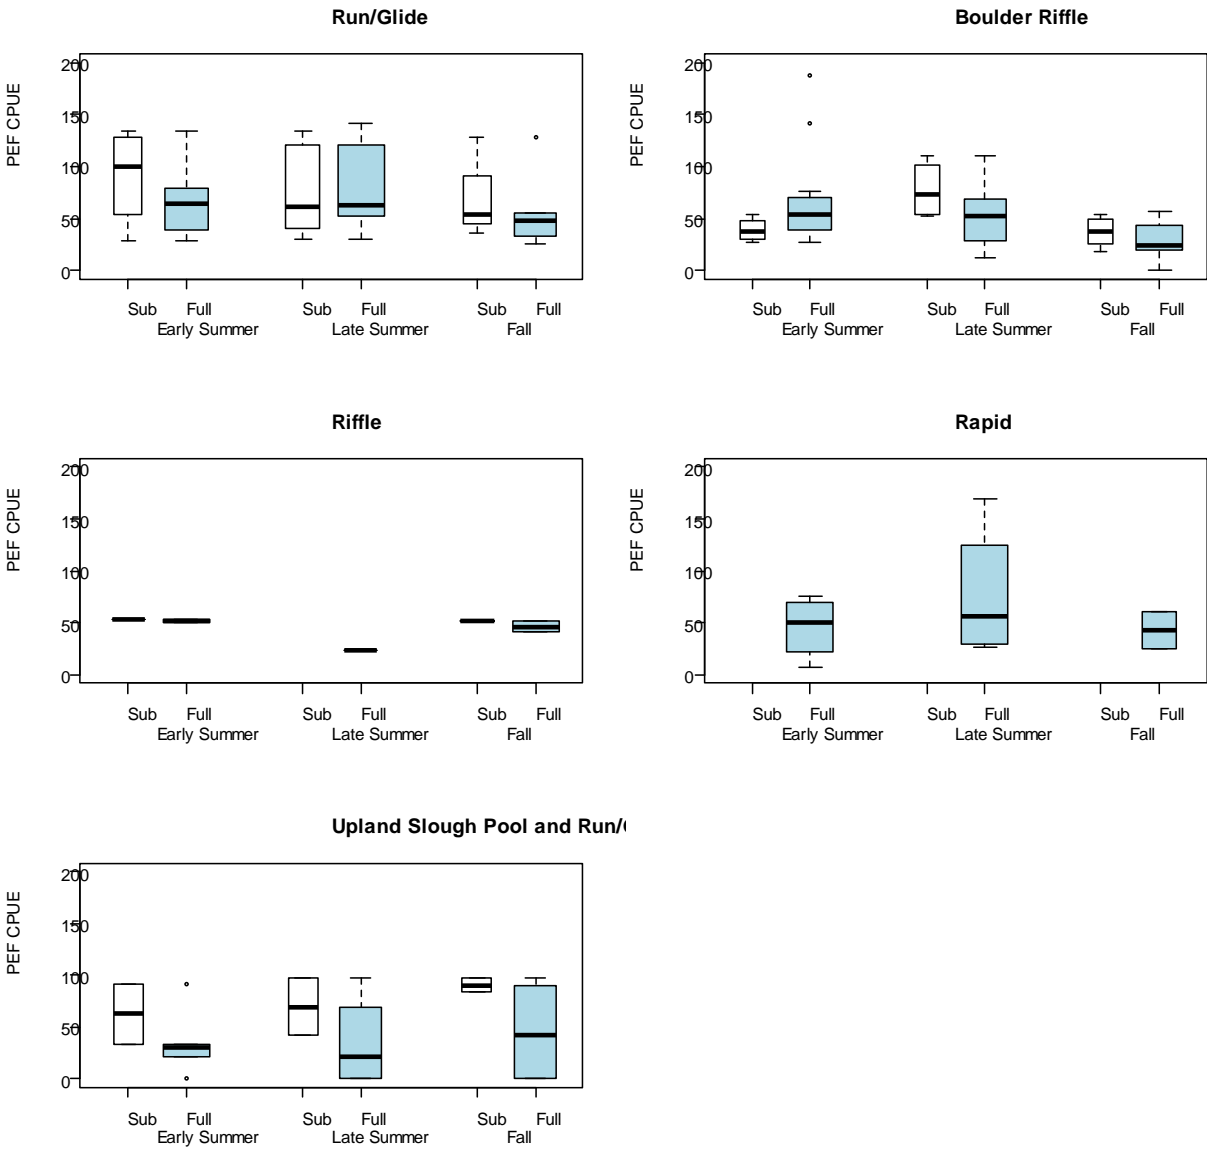 Run/Glide
PEF CPUE
200
150
100
50
0
Sub Full Sub Full Sub Full
Early Summer Late Summer Fall
Boulder Riffle
PEF CPUE
200
150
100
50
0
Sub Full Sub Full Sub Full
Early Summer Late Summer Fall
Riffle
PEF CPUE
200
150
100
50
0
Sub Full Sub Full Sub Full
Early Summer Late Summer Fall
Rapid
PEF CPUE
200
150
100
50
0
Sub Full Sub Full Sub Full
Early Summer Late Summer Fall
Upland Slough Pool and Run/
PEF CPUE
200
150
100
50
0
Sub Full Sub Full Sub Full
Early Summer Late Summer Fall